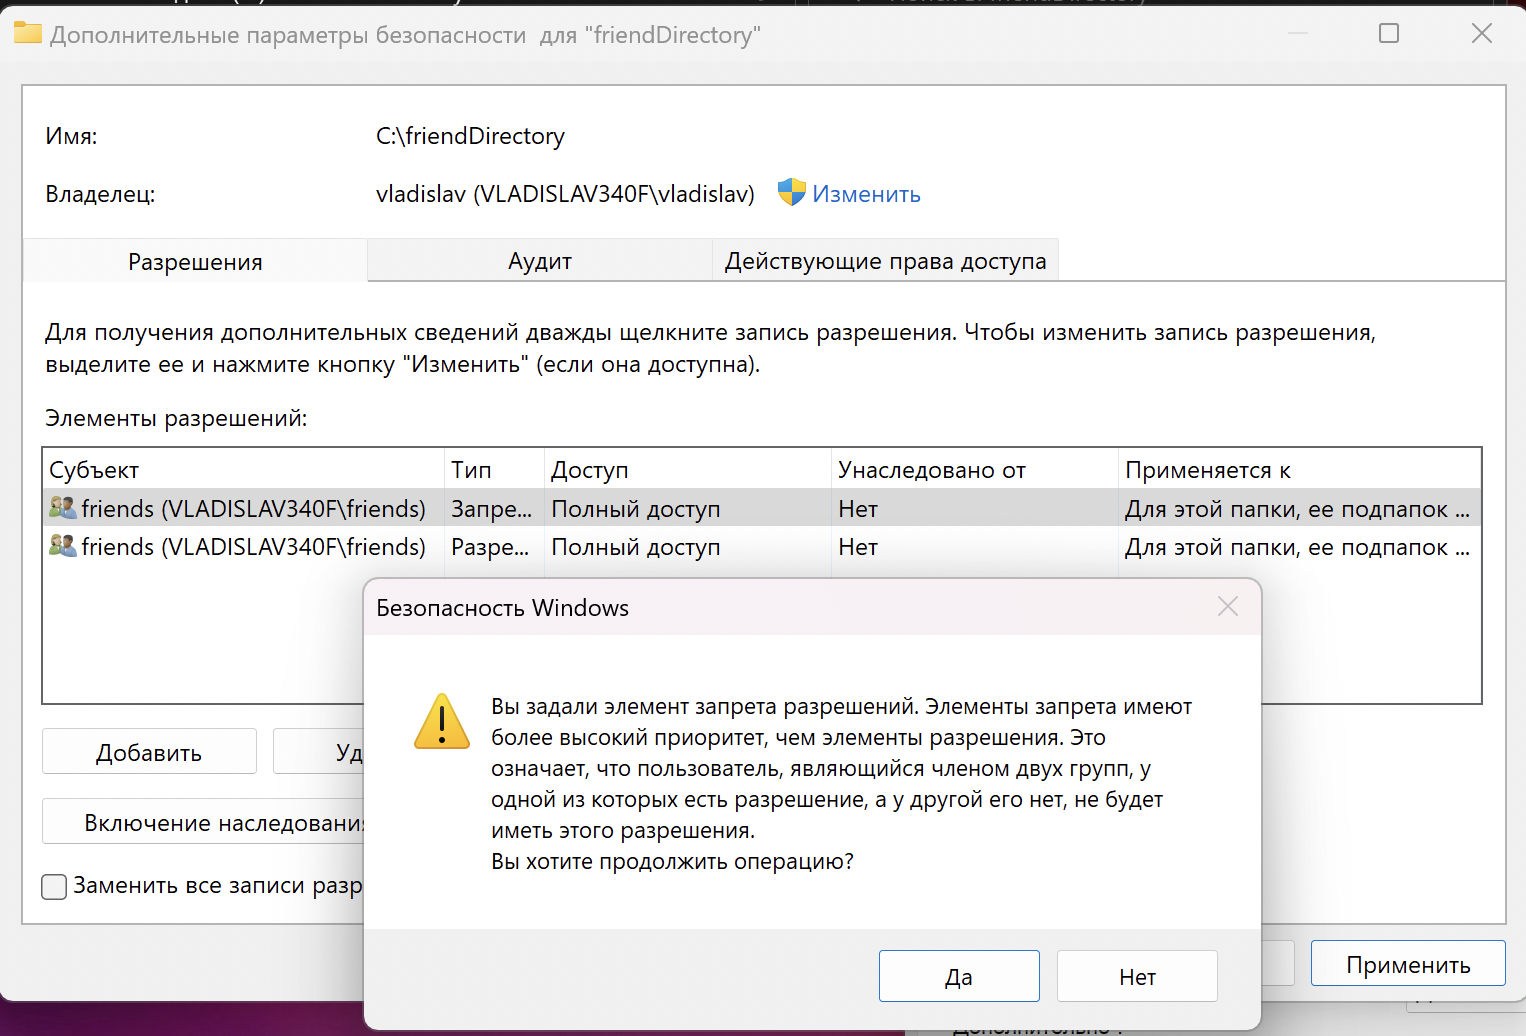 Дополнительные параметры безопасности для "friendDirectory"
Имя: C:\friendDirectory
Владелец: vladislav (VLADISLAV340F\vladislav) Изменить
Разрешения Аудит Действующие права доступа
Для получения дополнительных сведений дважды щелкните запись разрешения. Чтобы изменить запись разрешения,
выделите ее и нажмите кнопку "Изменить" (если она доступна).
Элементы разрешений:
Субъект Тип Доступ Унаследовано от Применяется к
friends (VLADISLAV340F\friends) Запре... Полный доступ Нет Для этой папки, ее подпапок ...
friends (VLADISLAV340F\friends) Разре... Полный доступ Нет Для этой папки, ее подпапок ...
Безопасность Windows
Вы задали элемент запрета разрешений. Элементы запрета имеют
более высокий приоритет, чем элементы разрешения. Это
означает, что пользователь, являющийся членом двух групп, у
одной из которых есть разрешение, а у другой его нет, не будет
иметь этого разрешения.
Вы хотите продолжить операцию?
Да Нет
Добавить Уд
Включение наследования
Заменить все записи разр
Применить